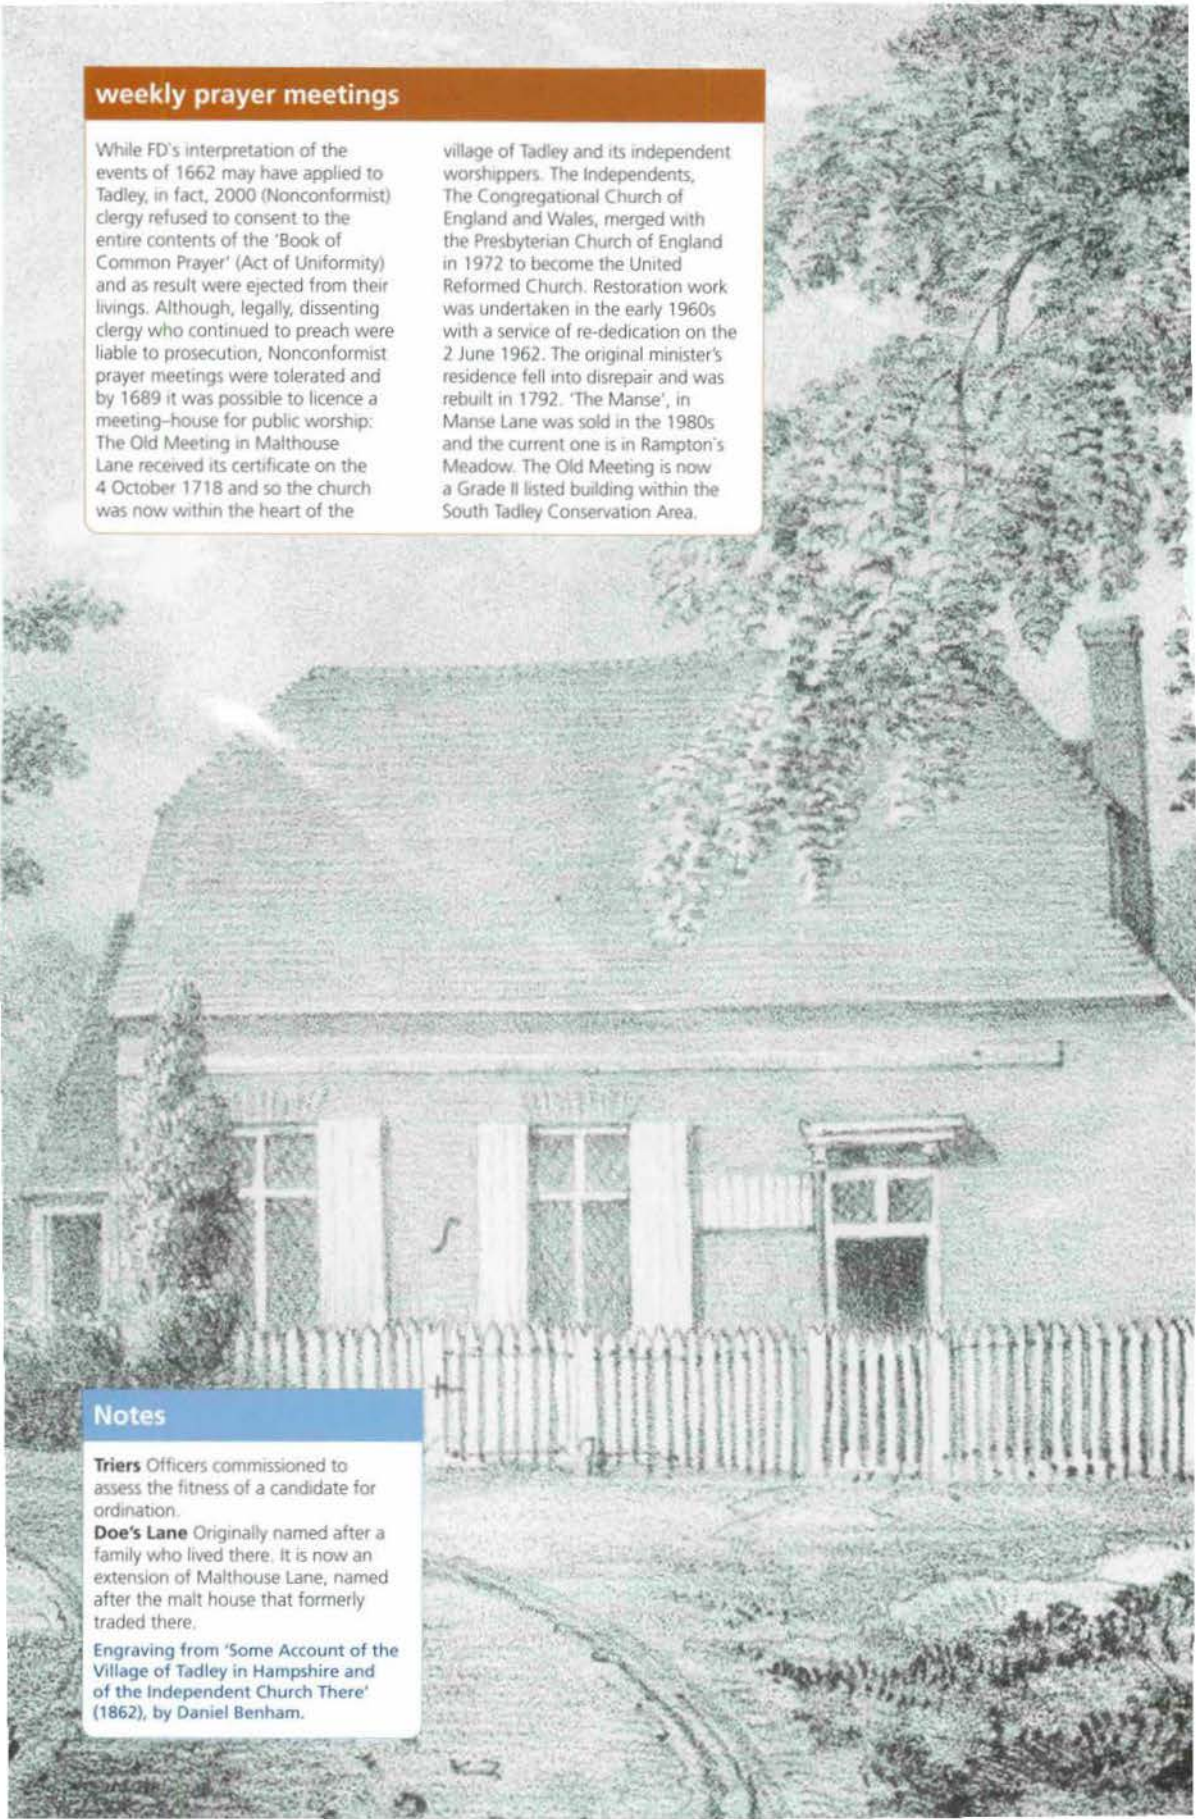 weekly prayer meetings
While FD's interpretation of the
events of 1662 may have applied to
Tadley, in fact, 2000 (Nonconformist)
clergy refused to consent to the
entire contents of the 'Book of
Common Prayer' (Act of Uniformity)
and as result were ejected from their
livings. Although, legally, dissenting
clergy who continued to preach were
liable to prosecution, Nonconformist
prayer meetings were tolerated and
by 1689 it was possible to licence a
meeting-house for public worship:
The Old Meeting in Malthouse
Lane received its certificate on the
4 October 1718 and so the church
was now within the heart of the
village of Tadley and its independent
worshippers. The Independents,
The Congregational Church of
England and Wales, merged with
the Presbyterian Church of England
in 1972 to become the United
Reformed Church. Restoration work
was undertaken in the early 1960s
with a service of re-dedication on the
2 June 1962. The original minister's
residence fell into disrepair and was
rebuilt in 1792. 'The Manse', in
Manse Lane was sold in the 1980s
and the current one is in Rampton's
Meadow. The Old Meeting is now
a Grade II listed building within the
South Tadley Conservation Area.
Notes
Triers Officers commissioned to
assess the fitness of a candidate for
ordination.
Doe's Lane Originally named after a
family who lived there. It is now an
extension of Malthouse Lane, named
after the malt house that formerly
traded there.
Engraving from 'Some Account of the
Village of Tadley in Hampshire and
of the Independent Church There'
(1862), by Daniel Benham.